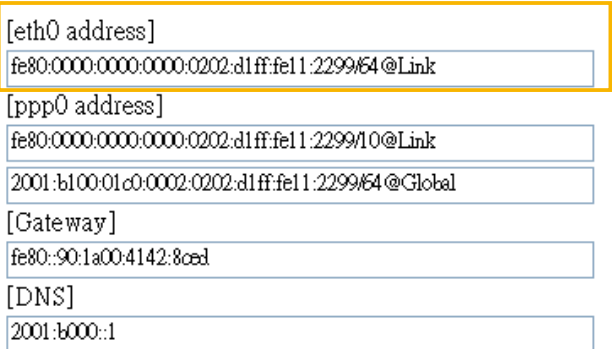 [eth0 address]
fe80:0000:0000:0000:0202:d1ff:fe11:2299/64@Link
[ppp0 address]
fe80:0000:0000:0000:0202:d1ff:fe11:2299/10@Link
2001:b100:01c0:0002:0202:d1ff:fe11:2299/64@Global
[Gateway]
fe80::90:1a00:4142:8ced
[DNS]
2001:b000::1